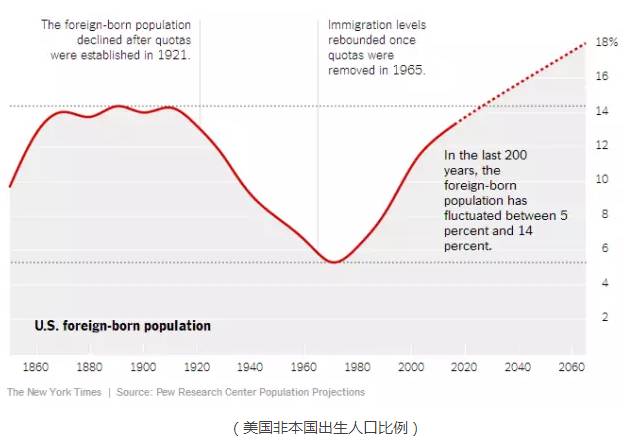 The foreign-born population
declined after quotas
were established in 1921.
Immigration levels
rebounded once
quotas were
removed in 1965.
18%
16
14
12
10
8
6
4
2
In the last 200
years, the
foreign-born
population has
fluctuated between 5
percent and 14
percent.
U.S. foreign-born population
1860 1880 1900 1920 1940 1960 1980 2000 2020 2040 2060
The New York Times | Source: Pew Research Center Population Projections
（美国非本国出生人口比例）